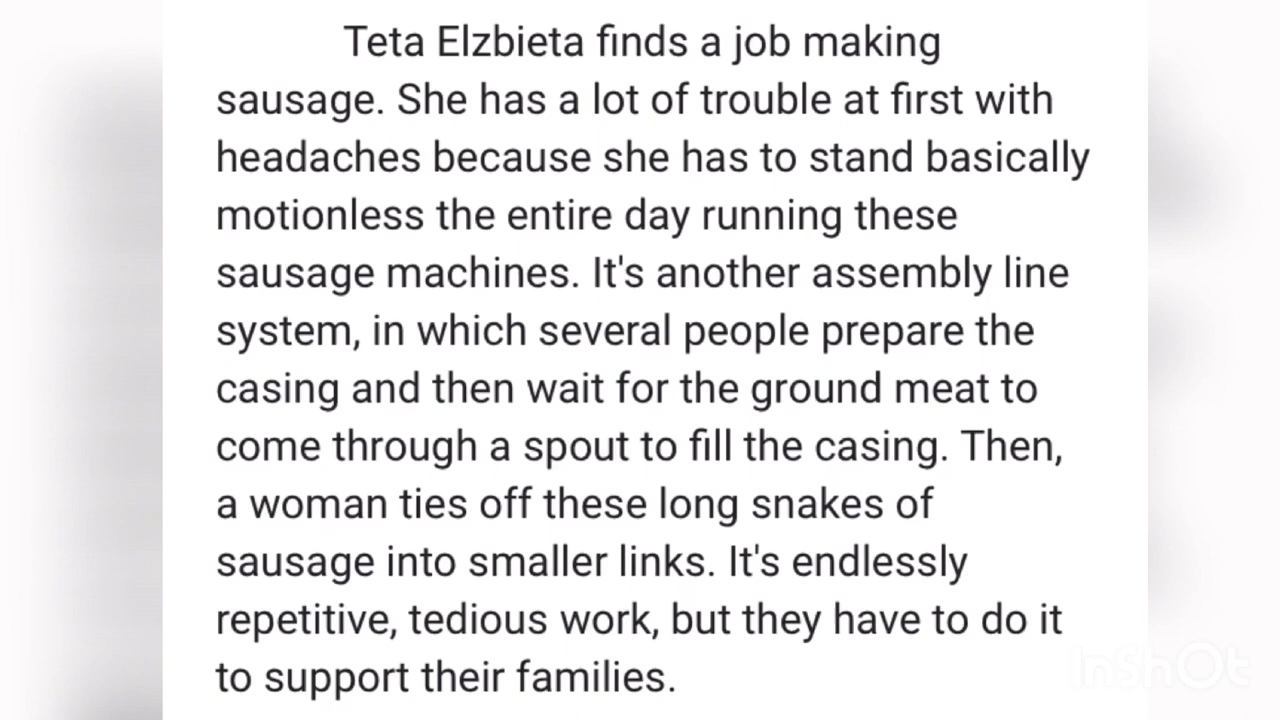 Teta Elzbieta finds a job making
sausage. She has a lot of trouble at first with
headaches because she has to stand basically
motionless the entire day running these
sausage machines. It's another assembly line
system, in which several people prepare the
casing and then wait for the ground meat to
come through a spout to fill the casing. Then,
a woman ties off these long snakes of
sausage into smaller links. It's endlessly
repetitive, tedious work, but they have to do it
to support their families.
InShOt